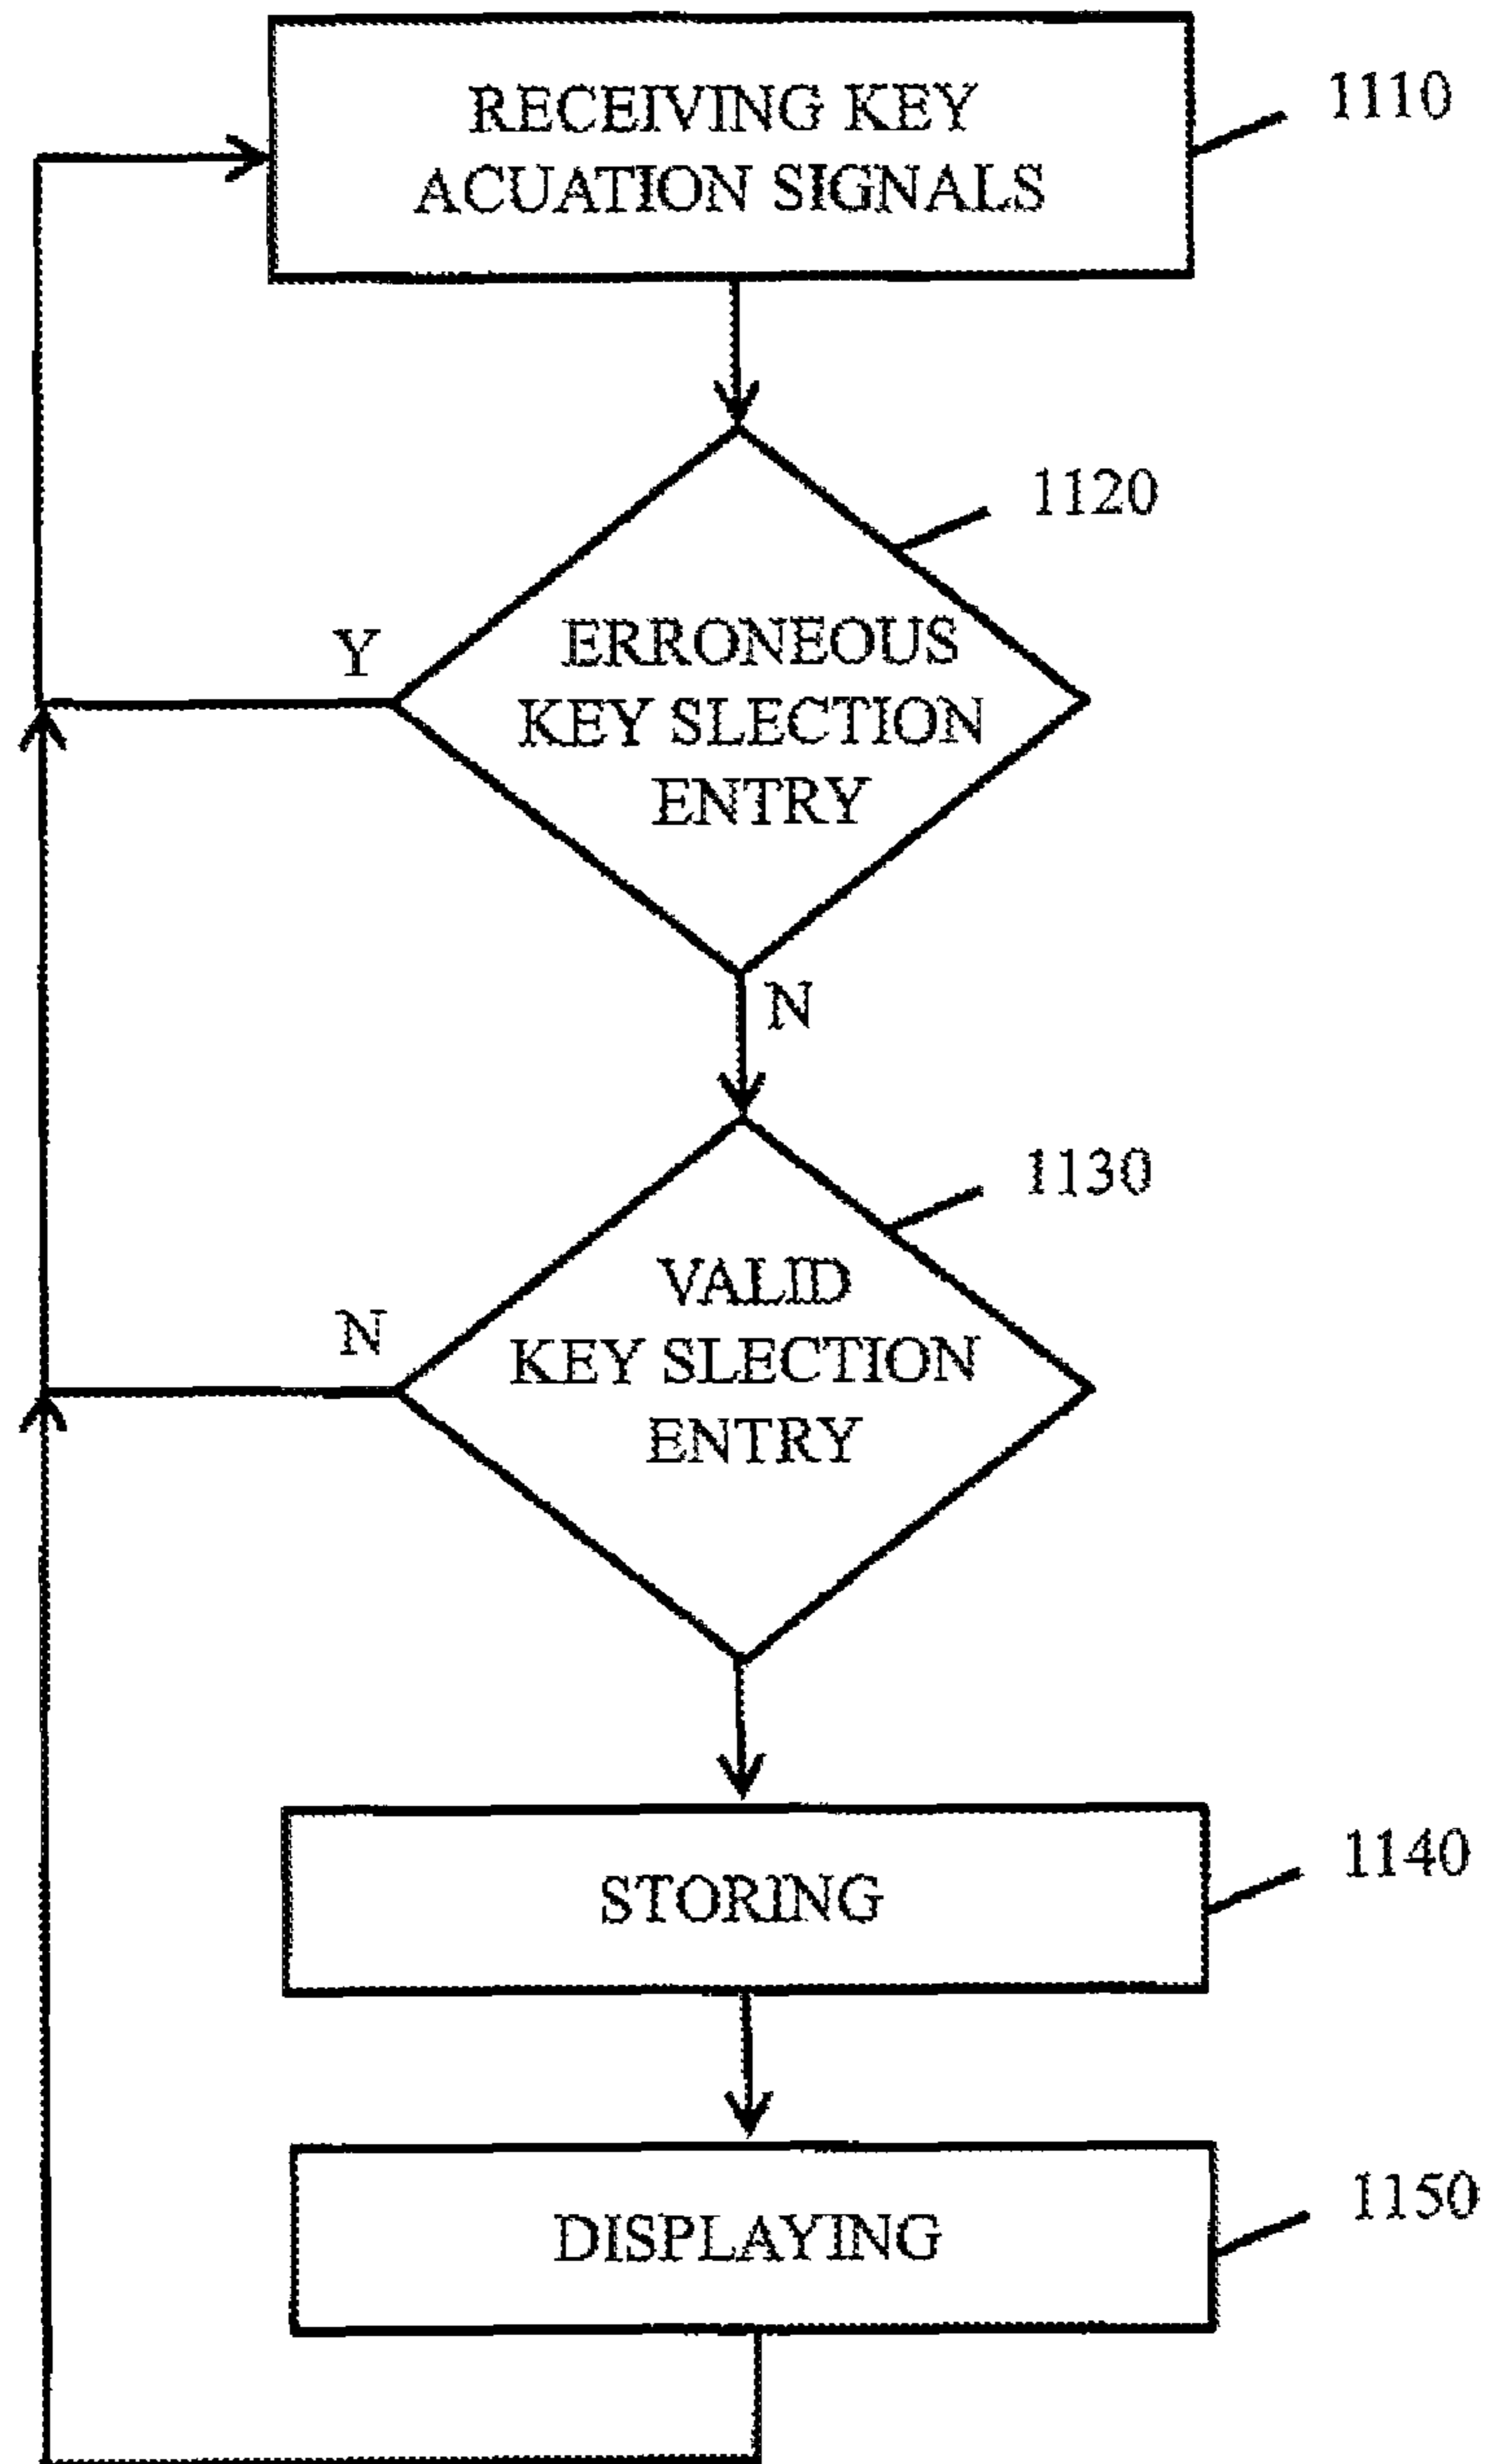 RECEIVING KEY
ACUATION SIGNALS
1110
1120
Y
ERRONEOUS
KEY SLECTION
ENTRY
N
1130
N
VALID
KEY SLECTION
ENTRY
STORING
1140
DISPLAYING
1150